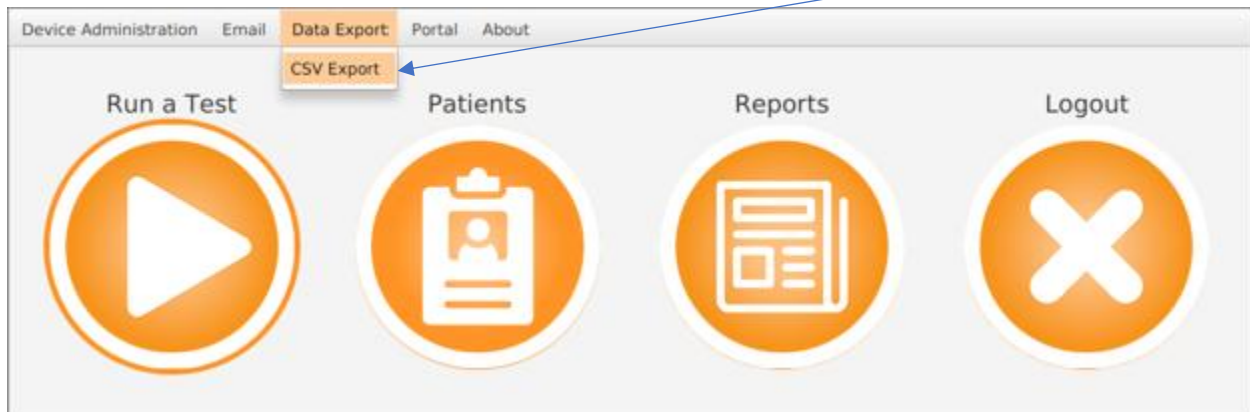 Device Administration Email Data Export Portal About
CSV Export
Run a Test Patients Reports Logout